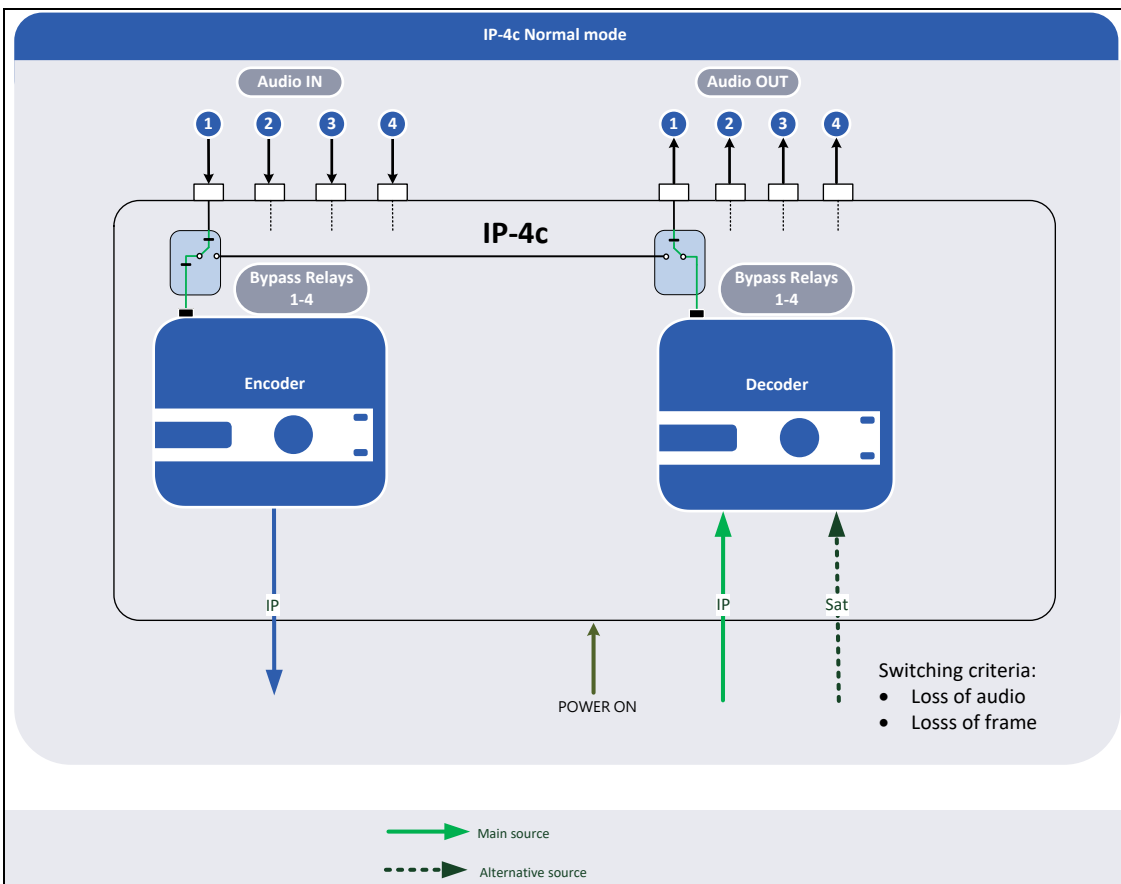 IP-4c Normal mode
Audio IN
Audio OUT
1
2
3
4
1
2
3
4
IP-4c
Bypass Relays
1-4
Bypass Relays
1-4
Encoder
Decoder
IP
IP
Sat
POWER ON
Switching criteria:
• Loss of audio
• Losss of frame
Main source
Alternative source